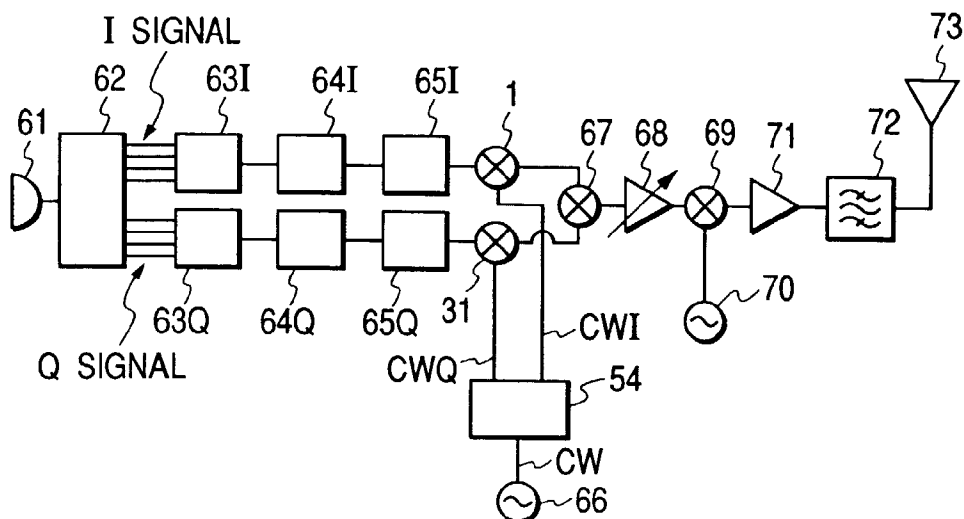 I SIGNAL
73
62
63I
64I
65I
1
61
67
68
69
71
72
31
70
63Q
64Q
65Q
CWI
Q SIGNAL
CWQ
54
CW
66